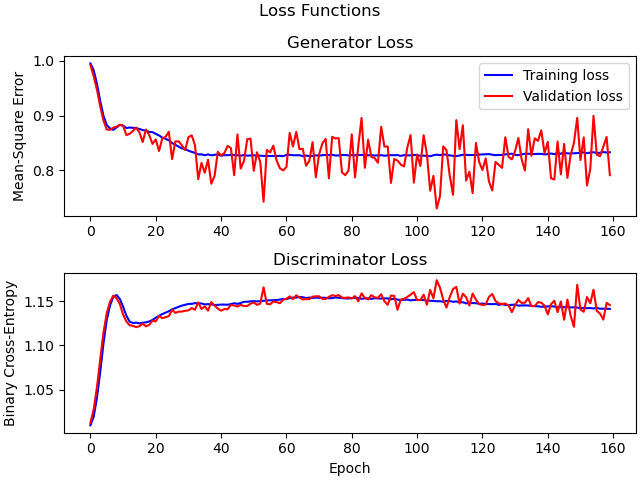 Loss Functions
Generator Loss
Mean-Square Error
1.0
0.9
0.8
Training loss
Validation loss
0 20 40 60 80 100 120 140 160
Discriminator Loss
Binary Cross-Entropy
1.15
1.10
1.05
0 20 40 60 80 100 120 140 160
Epoch